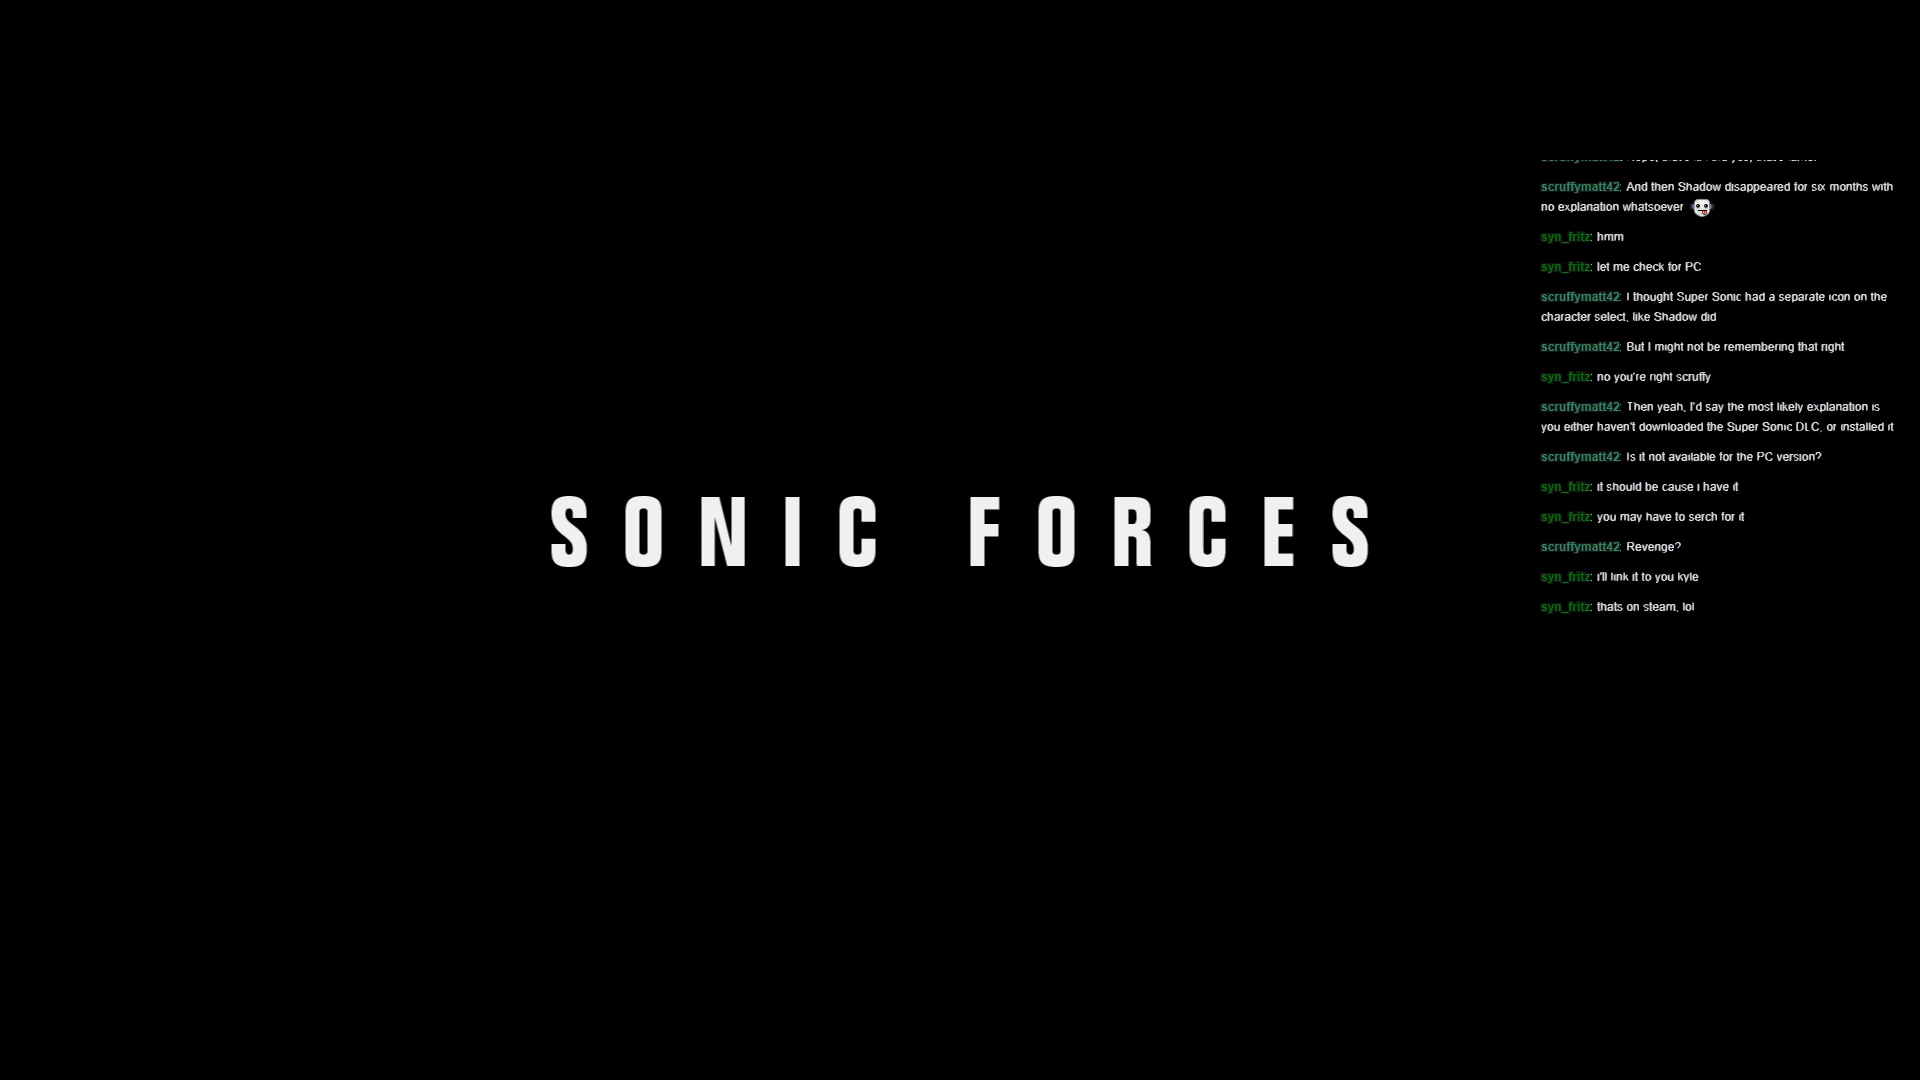 SONIC FORCES
scruffymatt42: And then Shadow disappeared for six months with
no explanation whatsoever
syn_fritz: hmm
syn_fritz: let me check for PC
scruffymatt42: I thought Super Sonic had a separate icon on the
character select, like Shadow did
scruffymatt42: But I might not be remembering that right
syn_fritz: no you're right scruffy
scruffymatt42: Then yeah, I'd say the most likely explanation is
you either haven't downloaded the Super Sonic DLC, or installed it
scruffymatt42: Is it not available for the PC version?
syn_fritz: it should be cause i have it
syn_fritz: you may have to serch for it
scruffymatt42: Revenge?
syn_fritz: i'll link it to you kyle
syn_fritz: thats on steam, lol